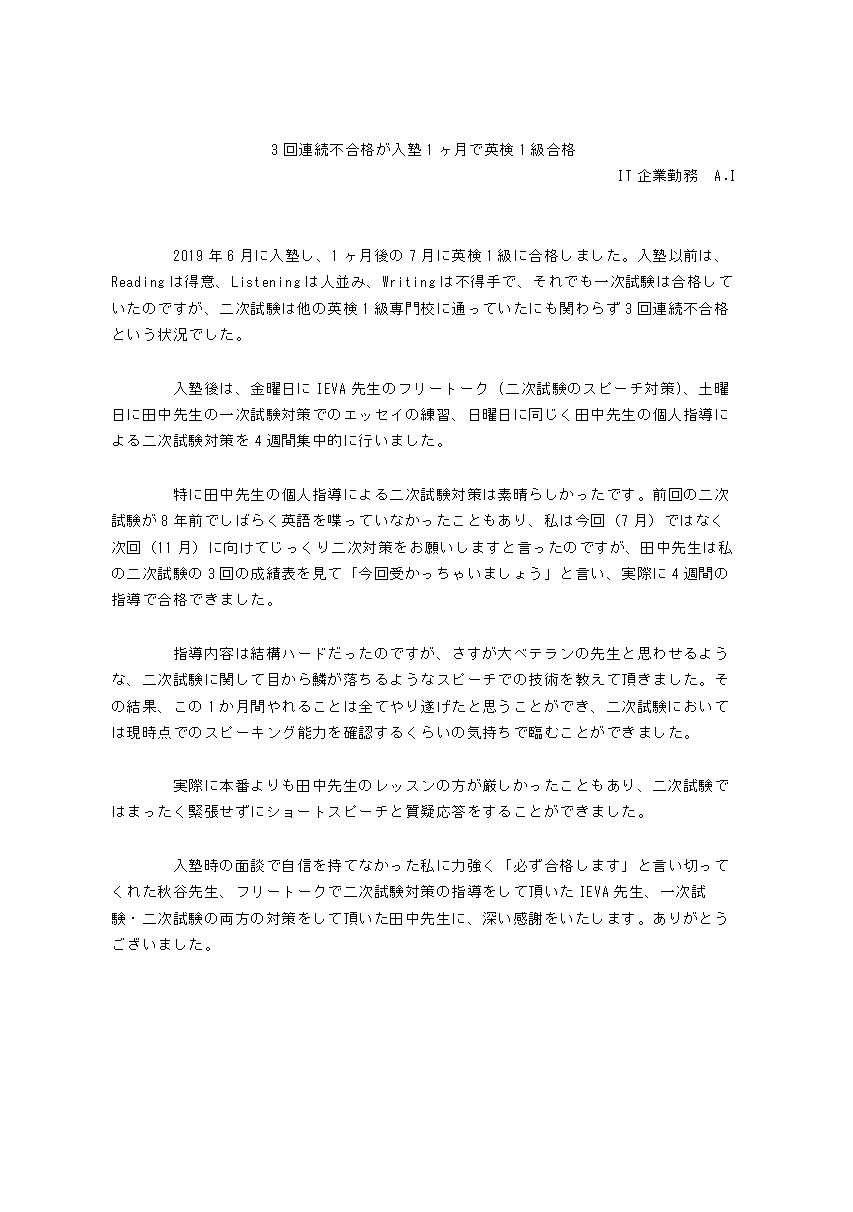 3回連続不合格が入塾1ヶ月で英検1級合格
IT企業勤務　A.I
2019年6月に入塾し、1ヶ月後の7月に英検1級に合格しました。入塾以前は、
Readingは得意、Listeningは人並み、Writingは不得手で、それでも一次試験は合格して
いたのですが、二次試験は他の英検1級専門校に通っていたにも関わらず3回連続不合格
という状況でした。
入塾後は、金曜日にIEVA先生のフリートーク（二次試験のスピーチ対策）、土曜
日に田中先生の一次試験対策でのエッセイの練習、日曜日に同じく田中先生の個人指導に
よる二次試験対策を4週間集中的に行いました。
特に田中先生の個人指導による二次試験対策は素晴らしかったです。前回の二次
試験が8年前でしばらく英語を喋っていなかったこともあり、私は今回（7月）ではなく
次回（11月）に向けてじっくり二次対策をお願いしますと言ったのですが、田中先生は私
の二次試験の3回の成績表を見て「今回受かっちゃいましょう」と言い、実際に4週間の
指導で合格できました。
指導内容は結構ハードだったのですが、さすが大ベテランの先生と思わせるよう
な、二次試験に関して目から鱗が落ちるようなスピーチでの技術を教えて頂きました。そ
の結果、この1か月間やれることは全てやり遂げたと思うことができ、二次試験において
は現時点でのスピーキング能力を確認するくらいの気持ちで臨むことができました。
実際に本番よりも田中先生のレッスンの方が厳しかったこともあり、二次試験で
はまったく緊張せずにショートスピーチと質疑応答をすることができました。
入塾時の面談で自信を持てなかった私に力強く「必ず合格します」と言い切って
くれた秋谷先生、フリートークで二次試験対策の指導をして頂いたIEVA先生、一次試
験・二次試験の両方の対策をして頂いた田中先生に、深い感謝をいたします。ありがとう
ございました。